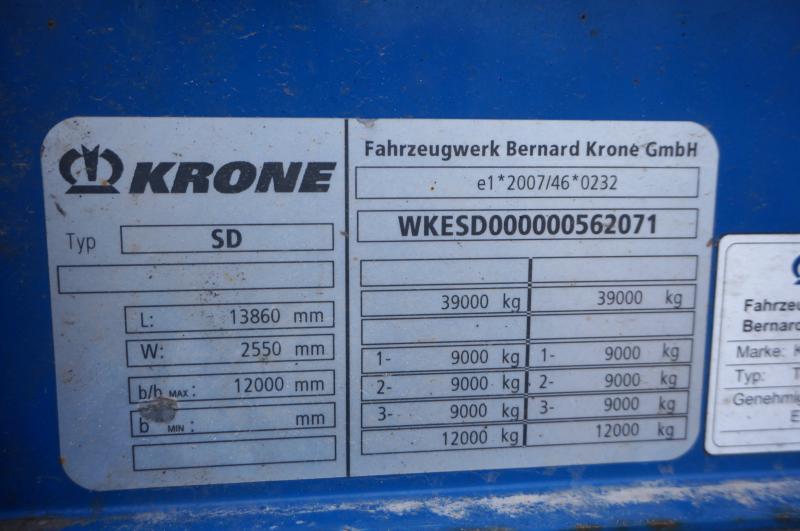 KRONE
Typ SD
L: 13860 mm
W: 2550 mm
b/b MAX: 12000 mm
b MIN: mm
Fahrzeugwerk Bernard Krone GmbH
e1*2007/46*0232
WKESD000000562071
39000 kg 39000 kg
1- 9000 kg 1- 9000 kg
2- 9000 kg 2- 9000 kg
3- 9000 kg 3- 9000 kg
12000 kg 12000 kg
Fahrzeu
Bernard
Marke: K
Typ: T
Genehmig
E